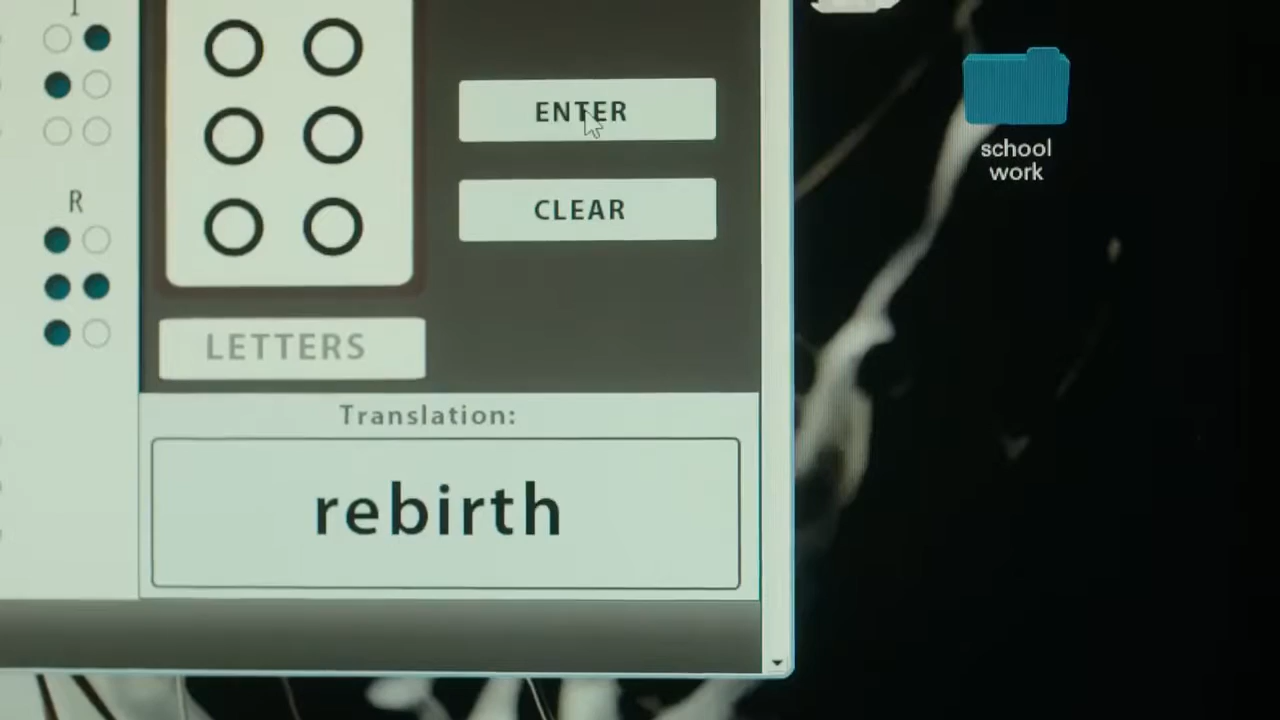 I
R
ENTER
CLEAR
LETTERS
Translation:
rebirth
school
work